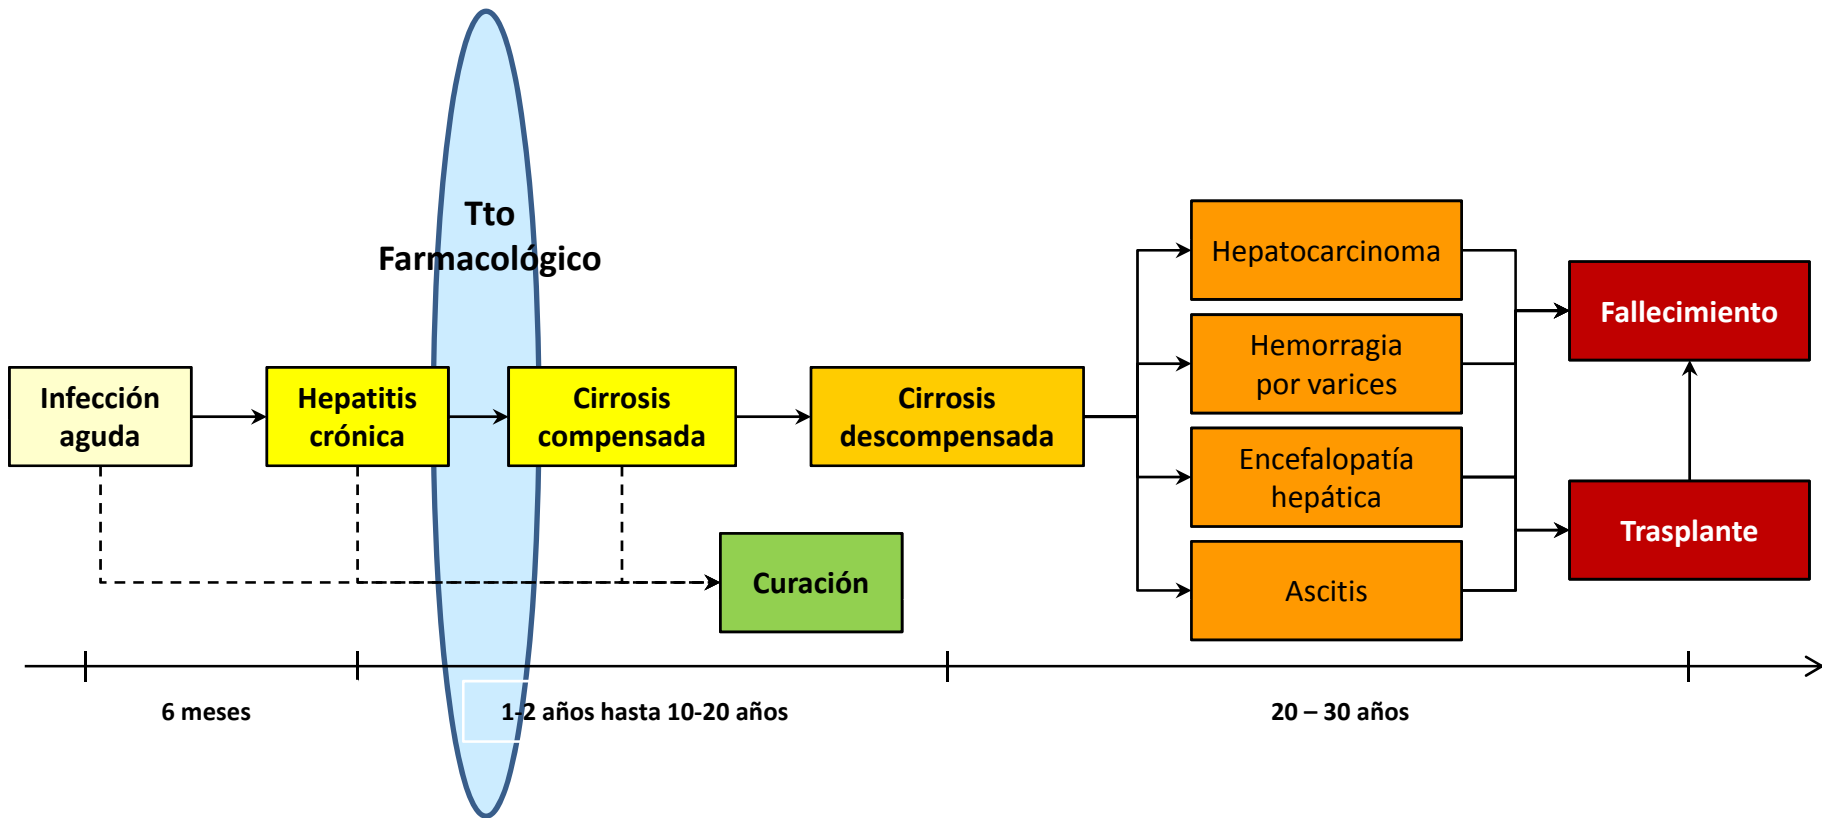 Tto
Farmacológico
Infección
aguda
Hepatitis
crónica
Cirrosis
compensada
Cirrosis
descompensada
Hepatocarcinoma
Hemorragia
por varices
Encefalopatía
hepática
Ascitis
Fallecimiento
Trasplante
Curación
6 meses
1-2 años hasta 10-20 años
20 – 30 años